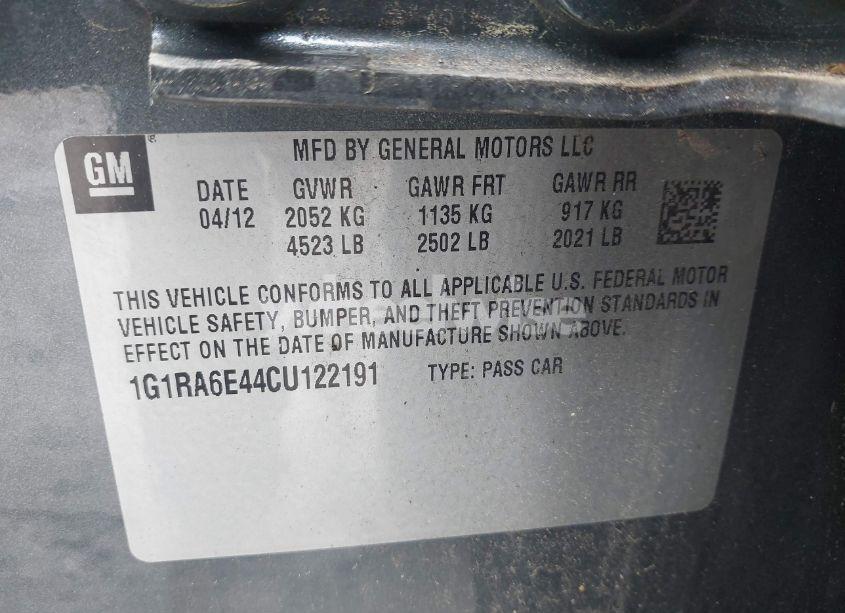 GM
MFD BY GENERAL MOTORS LLC
DATE GVWR GAWR FRT GAWR RR
04/12 2052 KG 1135 KG 917 KG
4523 LB 2502 LB 2021 LB
THIS VEHICLE CONFORMS TO ALL APPLICABLE U.S. FEDERAL MOTOR
VEHICLE SAFETY, BUMPER, AND THEFT PREVENTION STANDARDS IN
EFFECT ON THE DATE OF MANUFACTURE SHOWN ABOVE.
1G1RA6E44CU122191 TYPE: PASS CAR